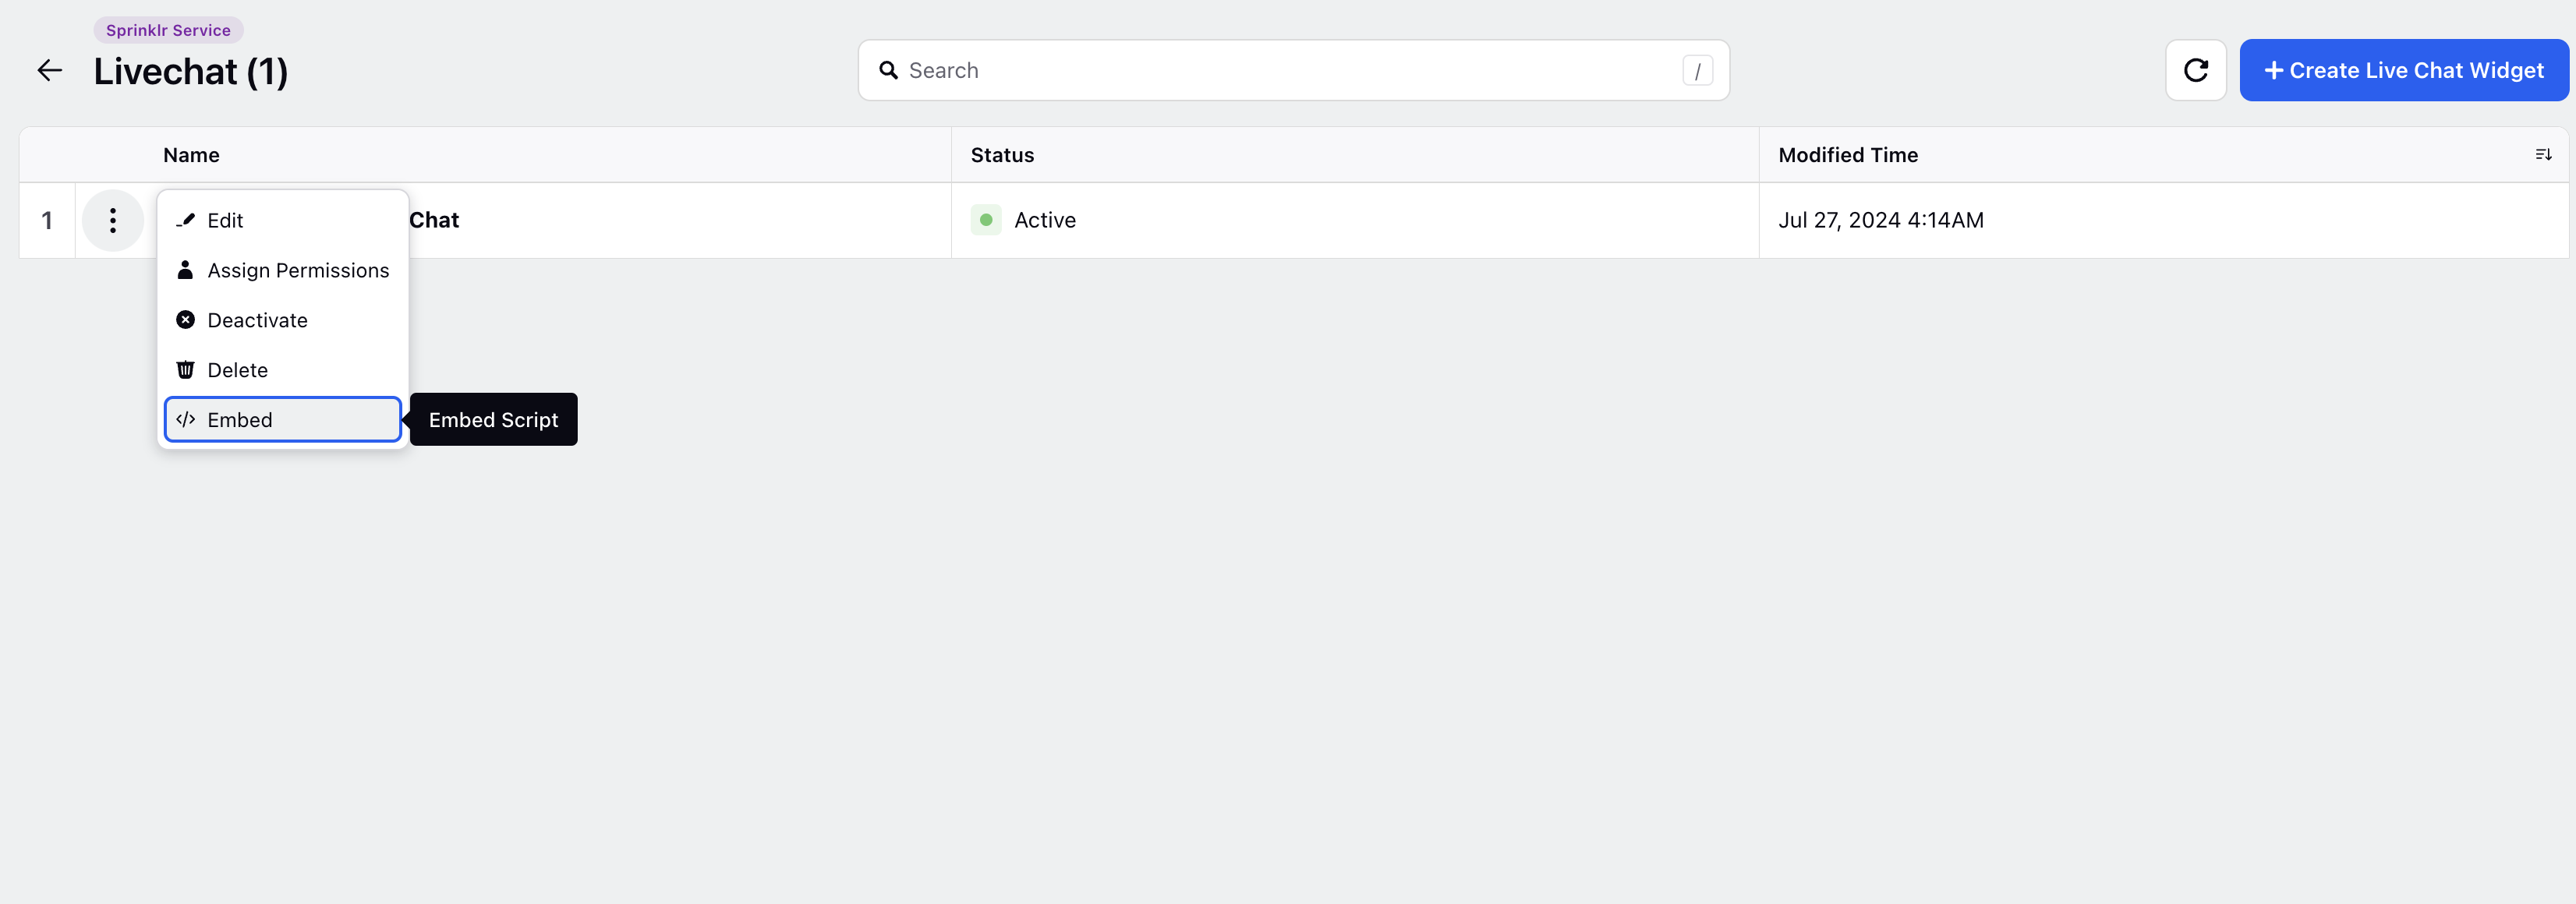 Sprinklr Service
Livechat (1)
Search
/
+ Create Live Chat Widget
Name
Status
Modified Time
1
Chat
Active
Jul 27, 2024 4:14AM
Edit
Assign Permissions
Deactivate
Delete
</> Embed
Embed Script